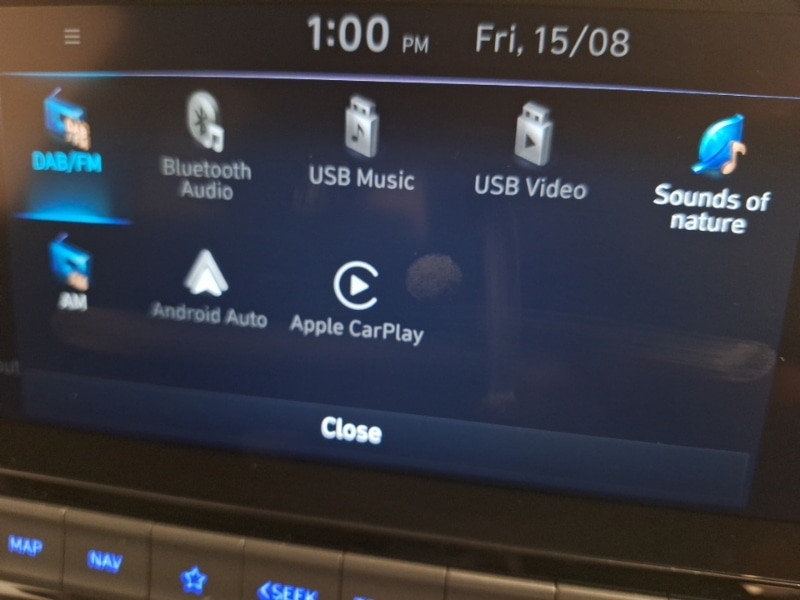 1:00 PM Fri, 15/08
DAB/FM
Bluetooth
Audio
USB Music
USB Video
Sounds of
nature
AM
Android Auto
Apple CarPlay
Close
MAP
NAV
SEEK